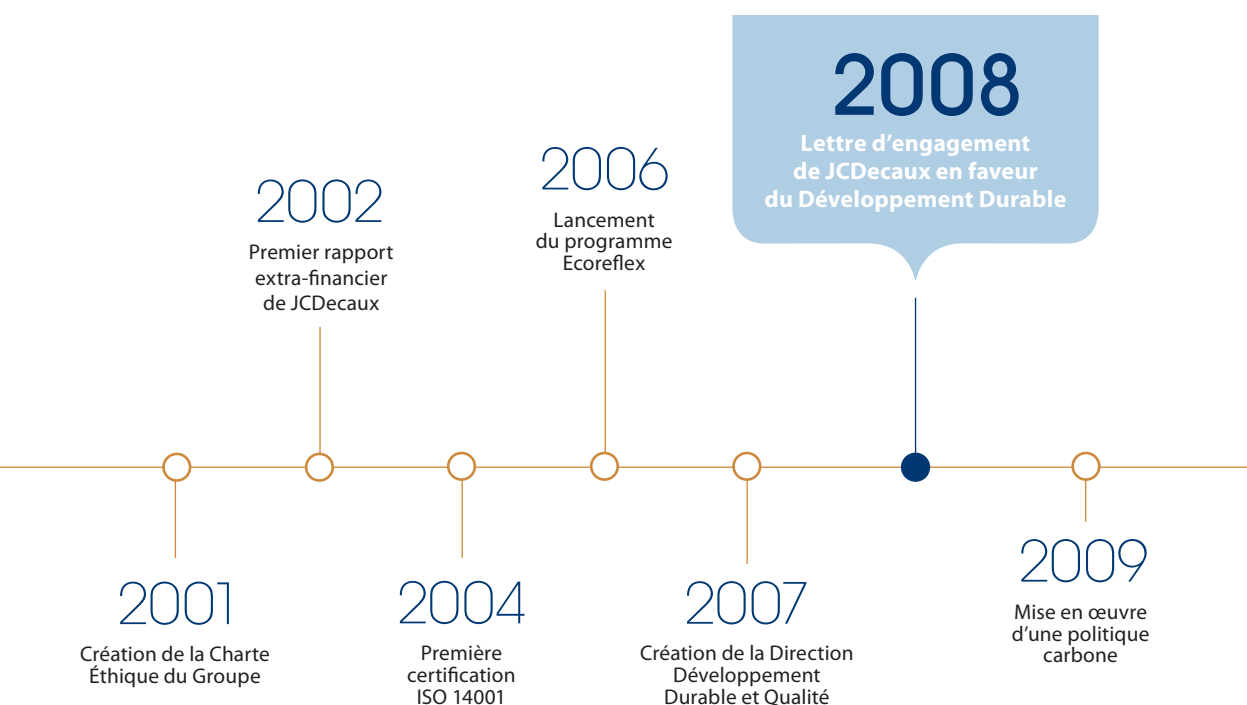 2001
Création de la Charte
Éthique du Groupe
2002
Premier rapport
extra-financier
de JCDecaux
2004
Première
certification
ISO 14001
2006
Lancement
du programme
Ecoreflex
2007
Création de la Direction
Développement
Durable et Qualité
2008
Lettre d’engagement
de JCDecaux en faveur
du Développement Durable
2009
Mise en œuvre
d’une politique
carbone